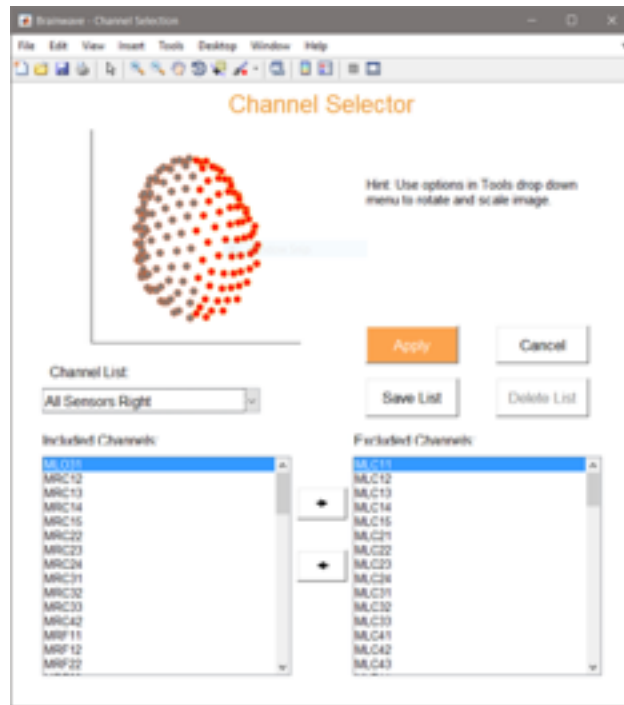 Brainwave - Channel Selection
File Edit View Insert Tools Desktop Window Help
Channel Selector
Hint: Use options in Tools drop down
menu to rotate and scale image.
Apply
Cancel
Channel List:
All Sensors Right
Save List
Delete List
Included Channels:
Excluded Channels:
MLO31
MRC12
MRC13
MRC14
MRC15
MRC22
MRC23
MRC24
MRC31
MRC32
MRC33
MRC42
MRF11
MRF12
MRF22
MLC11
MLC12
MLC13
MLC14
MLC15
MLC21
MLC22
MLC23
MLC24
MLC31
MLC32
MLC33
MLC41
MLC42
MLC43